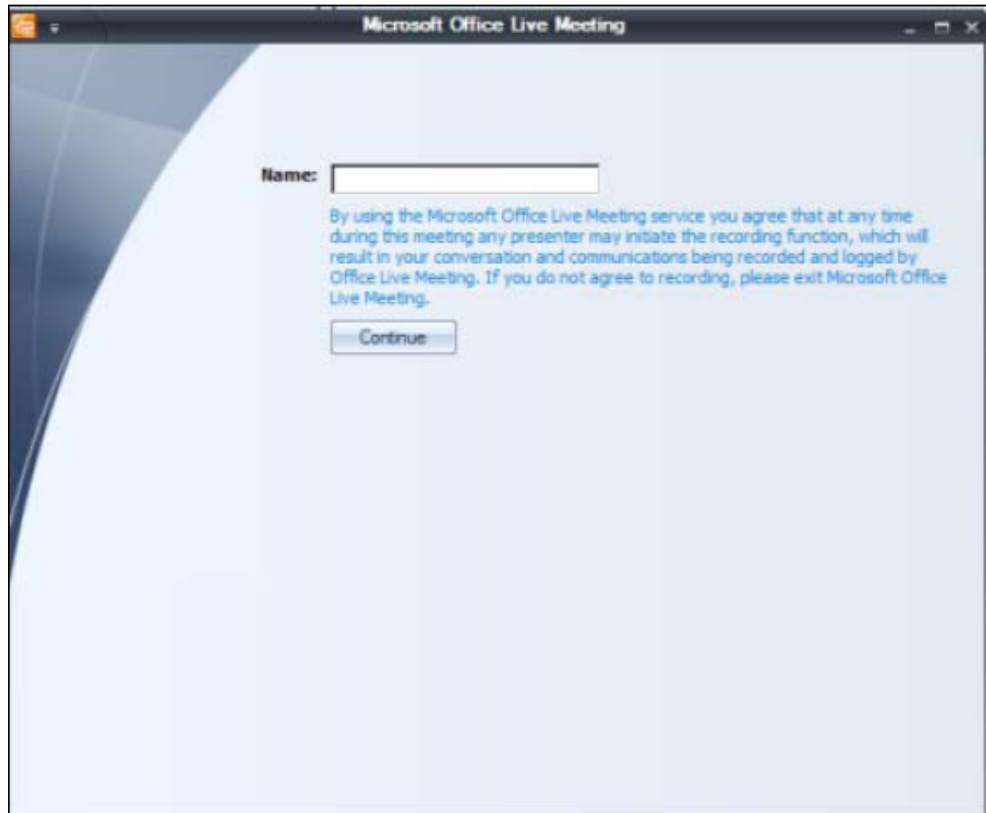 Microsoft Office Live Meeting
Name:
By using the Microsoft Office Live Meeting service you agree that at any time
during this meeting any presenter may initiate the recording function, which will
result in your conversation and communications being recorded and logged by
Office Live Meeting. If you do not agree to recording, please exit Microsoft Office
Live Meeting.
Continue